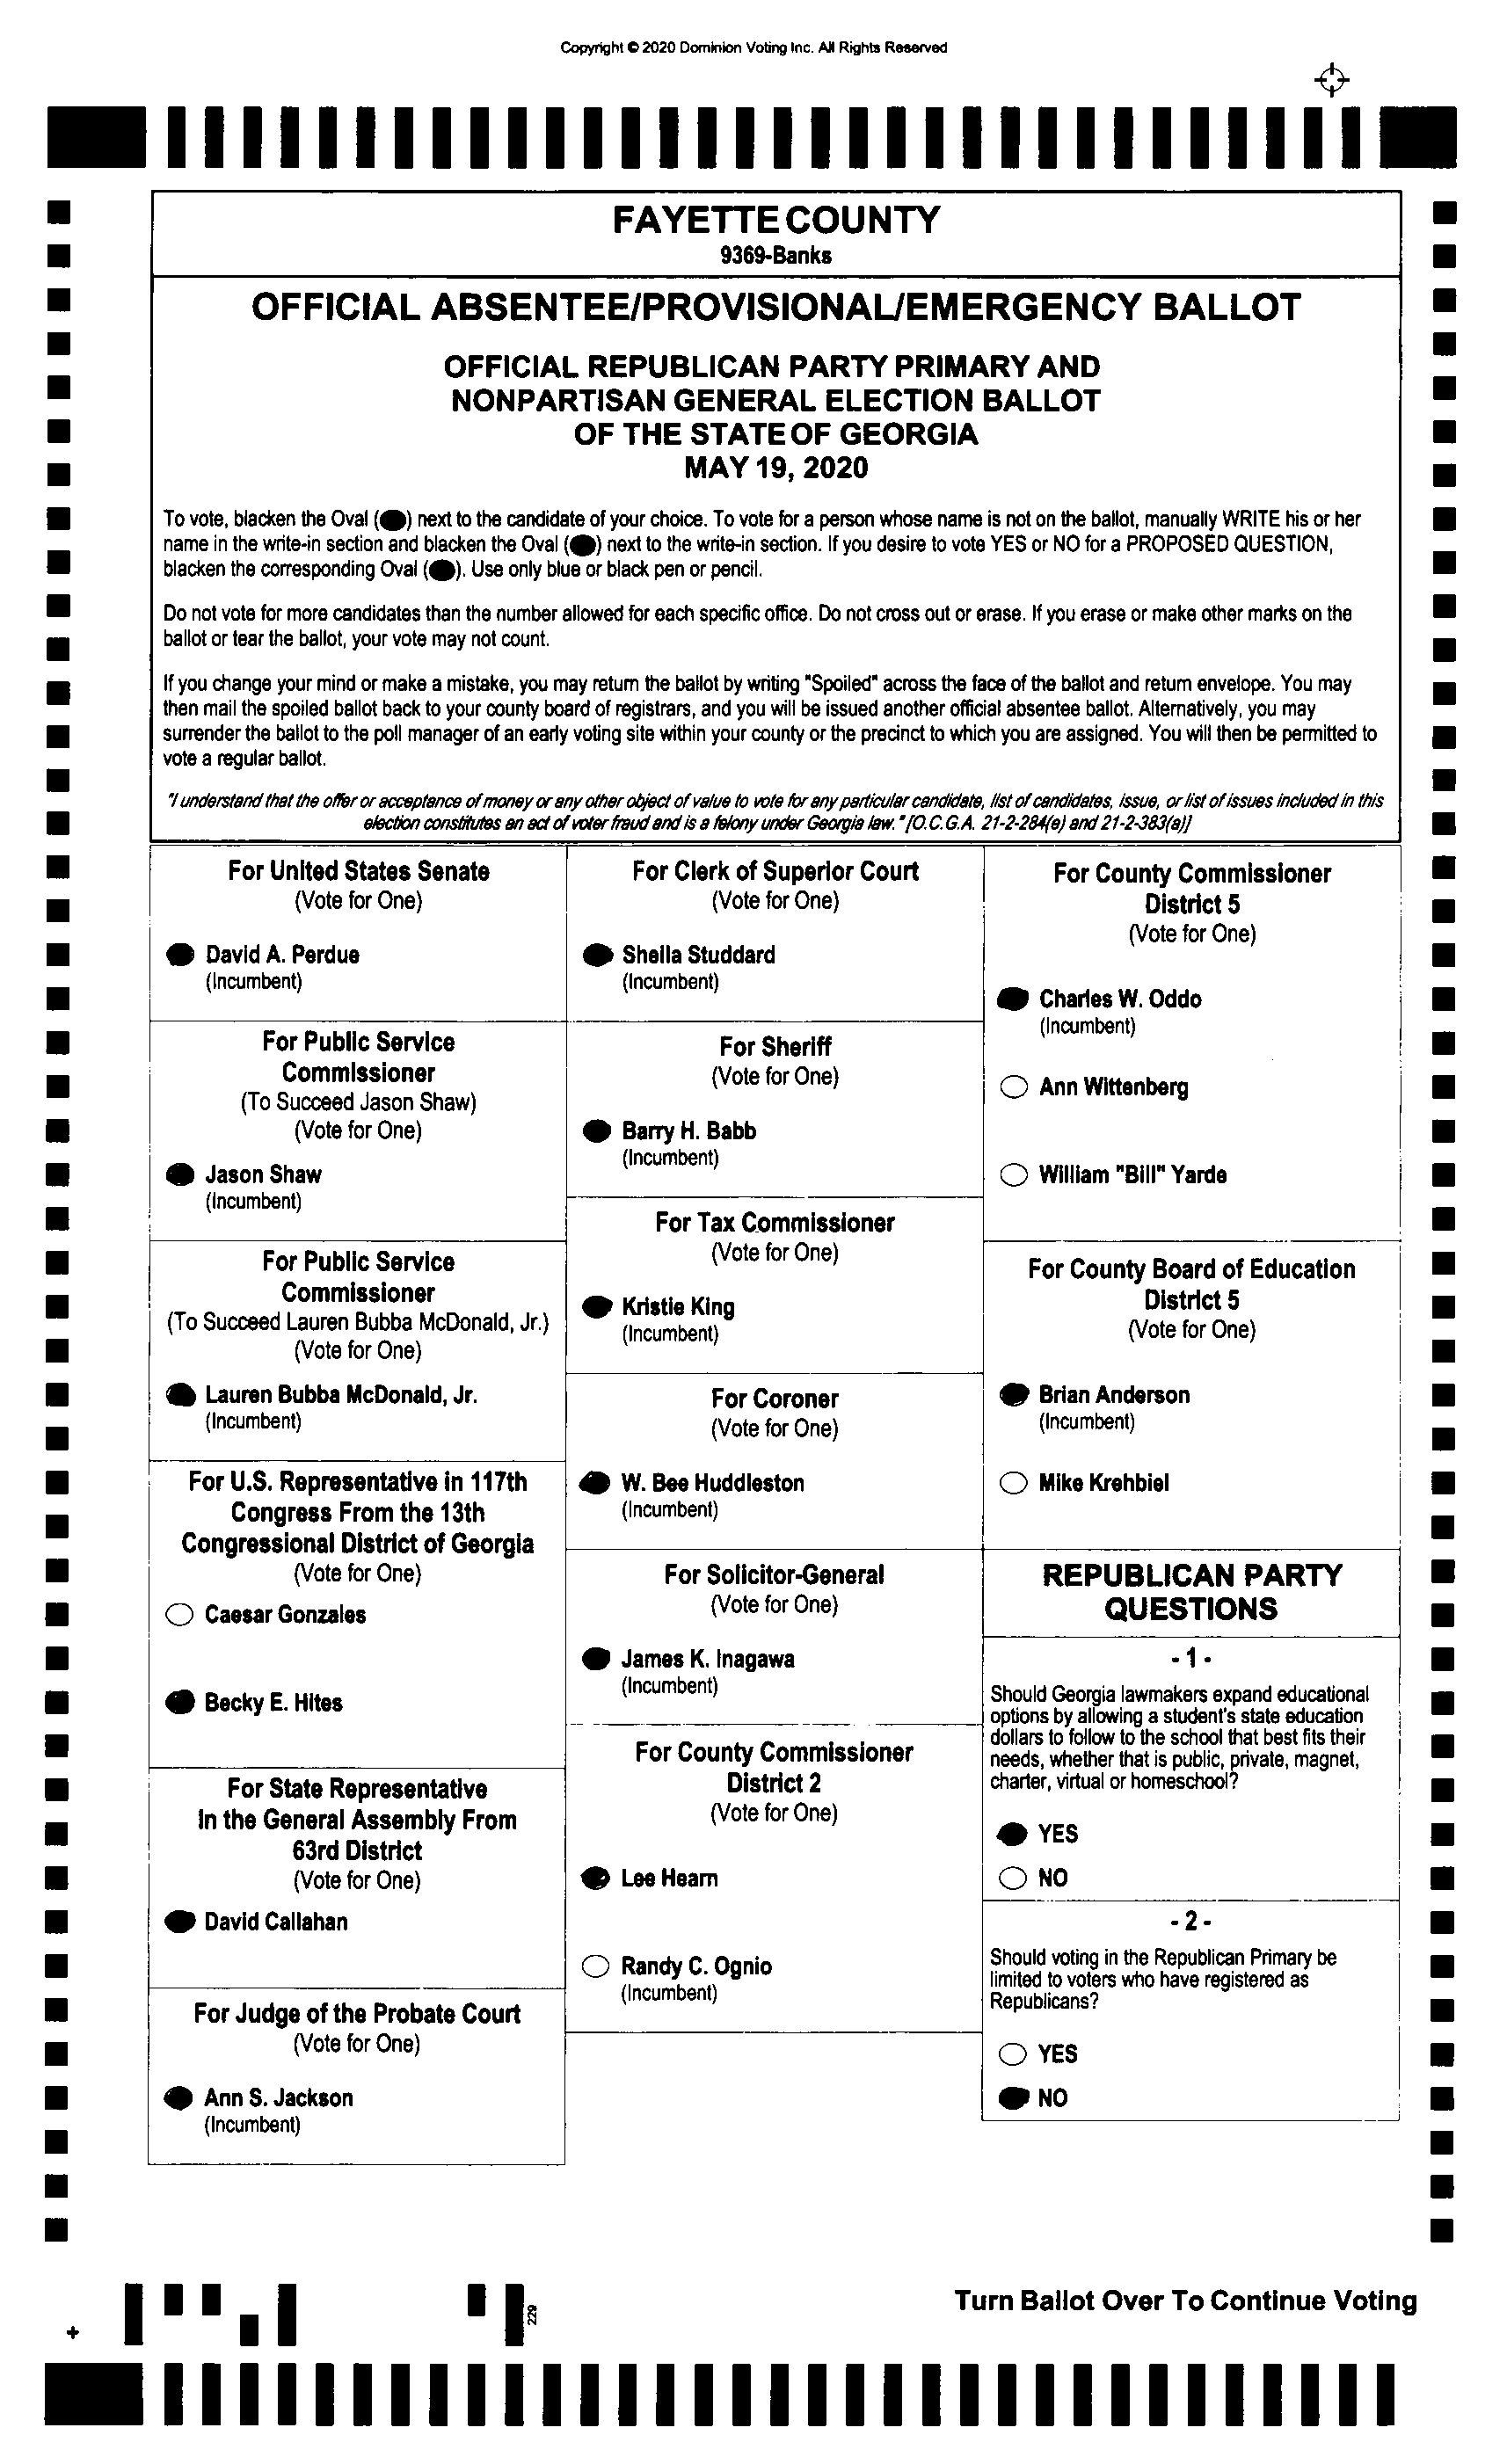 Copyright © 2020 Dominion Voting Inc. All Rights Reserved
FAYETTE COUNTY
9369-Banks
OFFICIAL ABSENTEE/PROVISIONAL/EMERGENCY BALLOT
OFFICIAL REPUBLICAN PARTY PRIMARY AND
NONPARTISAN GENERAL ELECTION BALLOT
OF THE STATE OF GEORGIA
MAY 19, 2020
To vote, blacken the Oval (⬬) next to the candidate of your choice. To vote for a person whose name is not on the ballot, manually WRITE his or her
name in the write-in section and blacken the Oval (⬬) next to the write-in section. If you desire to vote YES or NO for a PROPOSED QUESTION,
blacken the corresponding Oval (⬬). Use only blue or black pen or pencil.
Do not vote for more candidates than the number allowed for each specific office. Do not cross out or erase. If you erase or make other marks on the
ballot or tear the ballot, your vote may not count.
If you change your mind or make a mistake, you may return the ballot by writing "Spoiled" across the face of the ballot and return envelope. You may
then mail the spoiled ballot back to your county board of registrars, and you will be issued another official absentee ballot. Alternatively, you may
surrender the ballot to the poll manager of an early voting site within your county or the precinct to which you are assigned. You will then be permitted to
vote a regular ballot.
"I understand that the offer or acceptance of money or any other object of value to vote for any particular candidate, list of candidates, issue, or list of issues included in this
election constitutes an act of voter fraud and is a felony under Georgia law." [O.C.G.A. 21-2-284(e) and 21-2-383(a)]
For United States Senate
(Vote for One)
David A. Perdue
(Incumbent)
For Public Service
Commissioner
(To Succeed Jason Shaw)
(Vote for One)
Jason Shaw
(Incumbent)
For Public Service
Commissioner
(To Succeed Lauren Bubba McDonald, Jr.)
(Vote for One)
Lauren Bubba McDonald, Jr.
(Incumbent)
For U.S. Representative in 117th
Congress From the 13th
Congressional District of Georgia
(Vote for One)
Caesar Gonzales
Becky E. Hites
For State Representative
In the General Assembly From
63rd District
(Vote for One)
David Callahan
For Judge of the Probate Court
(Vote for One)
Ann S. Jackson
(Incumbent)
For Clerk of Superior Court
(Vote for One)
Sheila Studdard
(Incumbent)
For Sheriff
(Vote for One)
Barry H. Babb
(Incumbent)
For Tax Commissioner
(Vote for One)
Kristie King
(Incumbent)
For Coroner
(Vote for One)
W. Bee Huddleston
(Incumbent)
For Solicitor-General
(Vote for One)
James K. Inagawa
(Incumbent)
For County Commissioner
District 2
(Vote for One)
Lee Hearn
Randy C. Ognio
(Incumbent)
For County Commissioner
District 5
(Vote for One)
Charles W. Oddo
(Incumbent)
Ann Wittenberg
William "Bill" Yarde
For County Board of Education
District 5
(Vote for One)
Brian Anderson
(Incumbent)
Mike Krehbiel
REPUBLICAN PARTY
QUESTIONS
- 1 -
Should Georgia lawmakers expand educational
options by allowing a student's state education
dollars to follow to the school that best fits their
needs, whether that is public, private, magnet,
charter, virtual or homeschool?
YES
NO
- 2 -
Should voting in the Republican Primary be
limited to voters who have registered as
Republicans?
YES
NO
Turn Ballot Over To Continue Voting
229